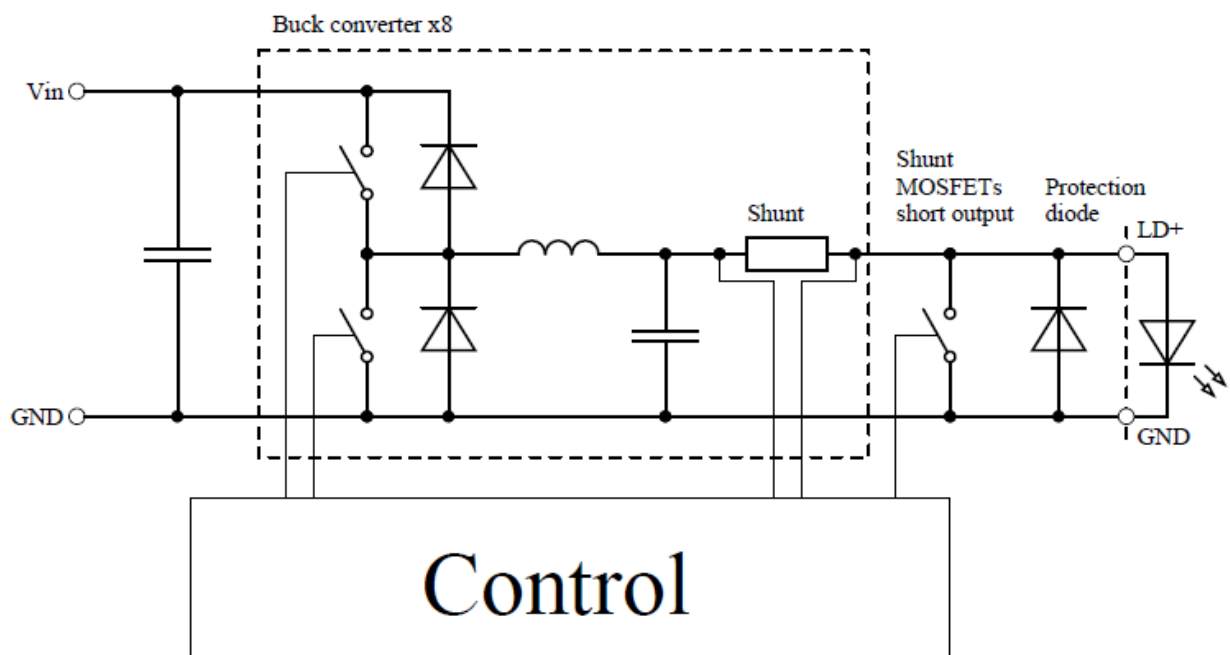 Buck converter x8
Vin
Shunt
MOSFETs
short output
Protection
diode
Shunt
LD+
GND
GND
Control